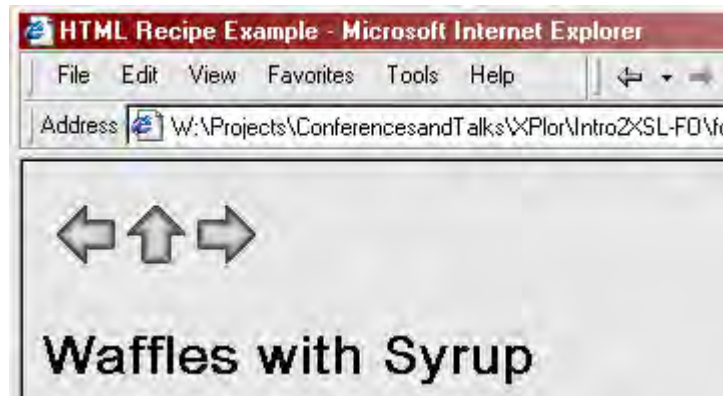 HTML Recipe Example - Microsoft Internet Explorer
File Edit View Favorites Tools Help
Address W:\Projects\ConferencesandTalks\XPlor\Intro2XSL-FO\fo
Waffles with Syrup